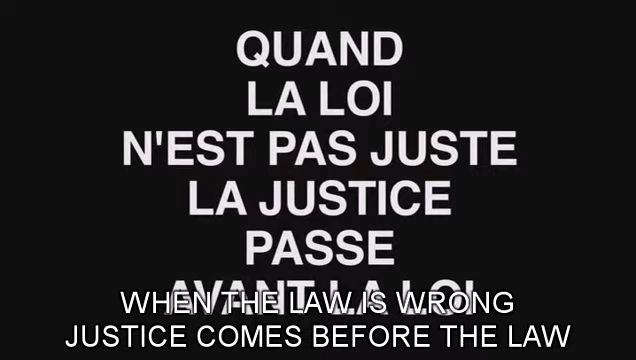 QUAND
LA LOI
N'EST PAS JUSTE
LA JUSTICE
PASSE
AVANT LA LOI
WHEN THE LAW IS WRONG
JUSTICE COMES BEFORE THE LAW